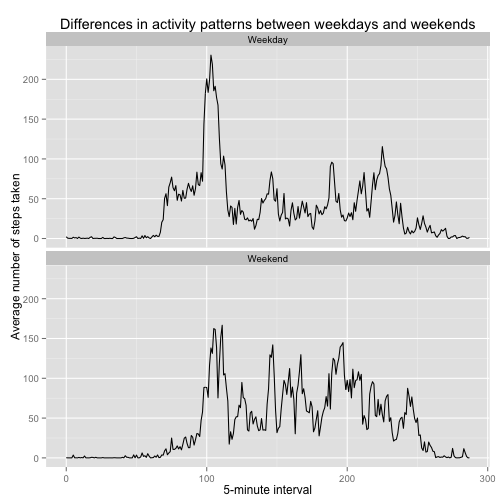 Differences in activity patterns between weekdays and weekends
Weekday
200
150
100
50
0
Weekend
200
150
100
50
0
Average number of steps taken
0 100 200 300
5-minute interval